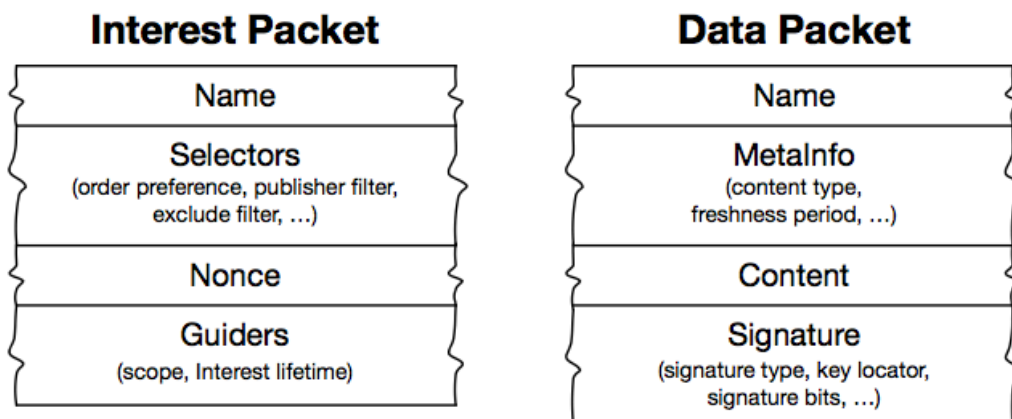 Interest Packet
Name
Selectors
(order preference, publisher filter,
exclude filter, ...)
Nonce
Guiders
(scope, Interest lifetime)
Data Packet
Name
MetaInfo
(content type,
freshness period, ...)
Content
Signature
(signature type, key locator,
signature bits, ...)